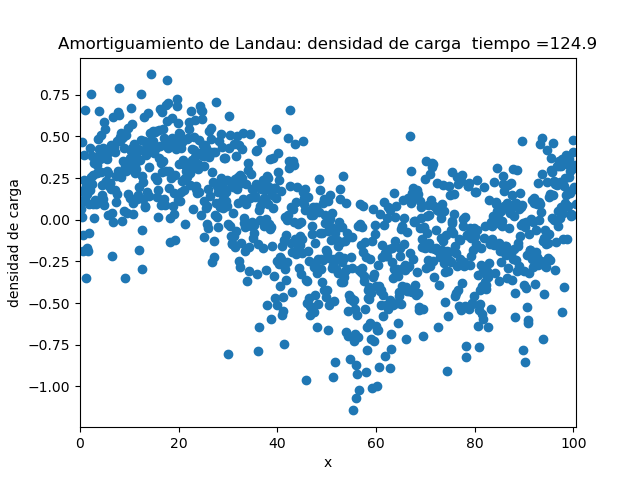 Amortiguamiento de Landau: densidad de carga  tiempo =124.9
densidad de carga
0.75
0.50
0.25
0.00
−0.25
−0.50
−0.75
−1.00
0 20 40 60 80 100
x